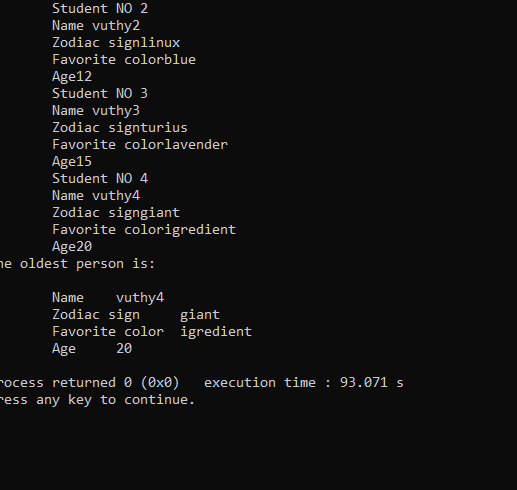 Student NO 2
Name vuthy2
Zodiac signlinux
Favorite colorblue
Age12
Student NO 3
Name vuthy3
Zodiac signturius
Favorite colorlavender
Age15
Student NO 4
Name vuthy4
Zodiac signgiant
Favorite colorigredient
Age20
he oldest person is:
Name vuthy4
Zodiac sign giant
Favorite color igredient
Age 20
rocess returned 0 (0x0) execution time : 93.071 s
ress any key to continue.